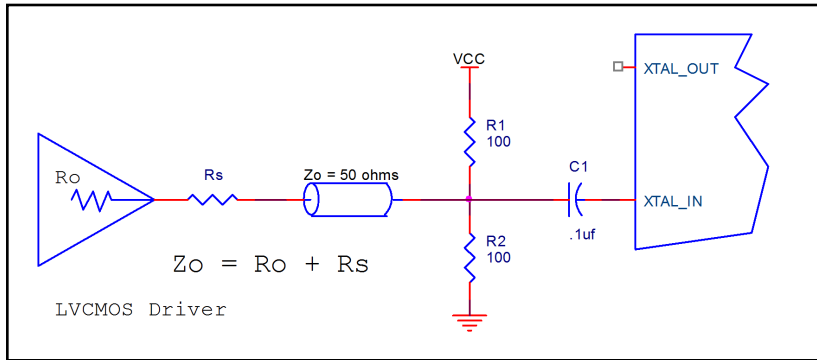 VCC
XTAL_OUT
R1
100
Ro
Rs
Zo = 50 ohms
C1
XTAL_IN
.1uf
R2
100
Zo = Ro + Rs
LVCMOS Driver